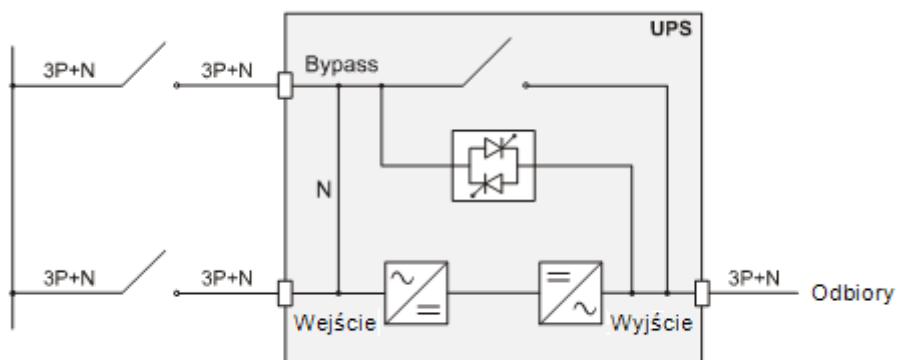 UPS
3P+N 3P+N Bypass
N
3P+N 3P+N 3P+N
Wejście Wyjście Odbiory